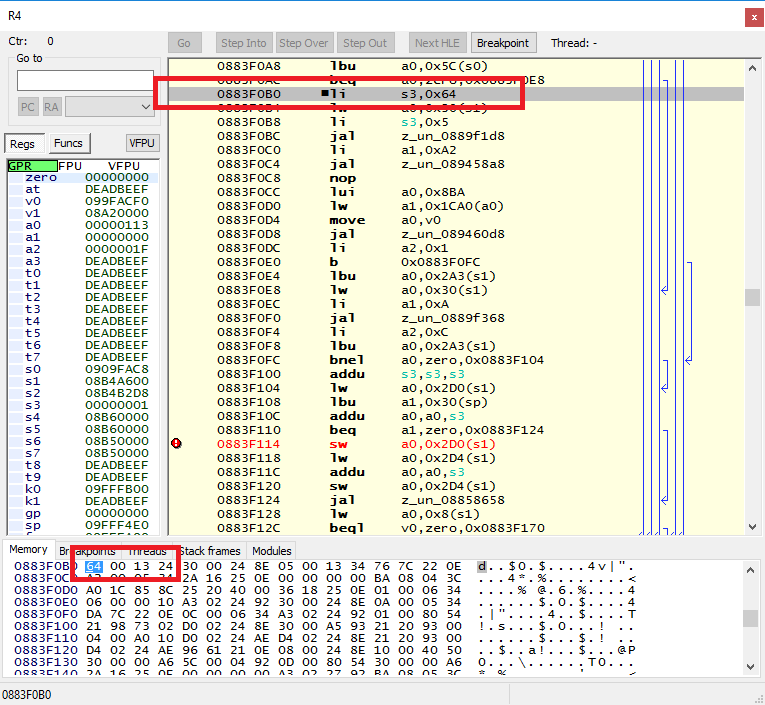 R4
Ctr: 0
Go Step Into Step Over Step Out Next HLE Breakpoint Thread: -
Go to
PC RA
Regs Funcs VFPU
GPR FPU VFPU
zero 00000000
at DEADBEEF
v0 099FACF0
v1 08A20000
a0 00000113
a1 00000000
a2 0000001F
a3 DEADBEEF
t0 DEADBEEF
t1 DEADBEEF
t2 DEADBEEF
t3 DEADBEEF
t4 DEADBEEF
t5 DEADBEEF
t6 DEADBEEF
t7 DEADBEEF
s0 0909FAC8
s1 08B4A600
s2 08B4B2D8
s3 00000001
s4 08B60000
s5 08B60000
s6 08B50000
s7 08B50000
t8 DEADBEEF
t9 DEADBEEF
k0 09FFFB00
k1 DEADBEEF
gp 00000000
sp 09FFF4E0
0883F0A8 lbu a0,0x5C(s0)
0883F0AC beq a0,zero,0x0883F0E8
0883F0B0 ■li s3,0x64
0883F0B4 lw a0,0x30(s1)
0883F0B8 li s3,0x5
0883F0BC jal z_un_0889f1d8
0883F0C0 li a1,0xA2
0883F0C4 jal z_un_089458a8
0883F0C8 nop
0883F0CC lui a0,0x8BA
0883F0D0 lw a1,0x1CA0(a0)
0883F0D4 move a0,v0
0883F0D8 jal z_un_089460d8
0883F0DC li a2,0x1
0883F0E0 b 0x0883F0FC
0883F0E4 lbu a0,0x2A3(s1)
0883F0E8 lw a0,0x30(s1)
0883F0EC li a1,0xA
0883F0F0 jal z_un_0889f368
0883F0F4 li a2,0xC
0883F0F8 lbu a0,0x2A3(s1)
0883F0FC bnel a0,zero,0x0883F104
0883F100 addu s3,s3,s3
0883F104 lw a0,0x2D0(s1)
0883F108 lbu a1,0x30(sp)
0883F10C addu a0,a0,s3
0883F110 beq a1,zero,0x0883F124
0883F114 sw a0,0x2D0(s1)
0883F118 lw a0,0x2D4(s1)
0883F11C addu a0,a0,s3
0883F120 sw a0,0x2D4(s1)
0883F124 jal z_un_08858658
0883F128 lw a0,0x8(s1)
0883F12C beql v0,zero,0x0883F170
Memory Breakpoints Threads Stack frames Modules
0883F0B0 64 00 13 24 30 00 24 8E 05 00 13 34 76 7C 22 0E d..$0.$....4v|".
0883F0C0 A2 00 05 34 2A 16 25 0E 00 00 00 00 BA 08 04 3C ...4*.%........<
0883F0D0 A0 1C 85 8C 25 20 40 00 36 18 25 0E 01 00 06 34 ....% @.6.%....4
0883F0E0 06 00 00 10 A3 02 24 92 30 00 24 8E 0A 00 05 34 ......$.0.$....4
0883F0F0 DA 7C 22 0E 0C 00 06 34 A3 02 24 92 01 00 80 54 .|"....4..$....T
0883F100 21 98 73 02 D0 02 24 8E 30 00 A5 93 21 20 93 00 !.s...$.0...! ..
0883F110 04 00 A0 10 D0 02 24 AE D4 02 24 8E 21 20 93 00 ......$...$.! ..
0883F120 D4 02 24 AE 96 61 21 0E 08 00 24 8E 10 00 40 50 ..$..a!...$...@P
0883F130 30 00 00 A6 5C 00 04 92 0D 00 80 54 30 00 00 A6 0...\......T0...
0883F0B0